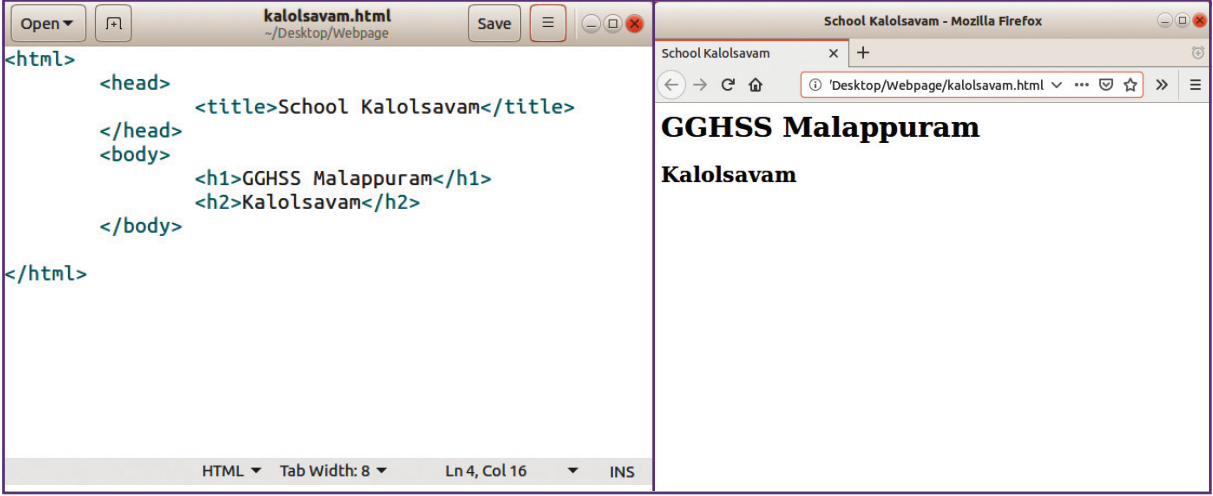 Open
kalolsavam.html
~/Desktop/Webpage
Save
<html>
<head>
<title>School Kalolsavam</title>
</head>
<body>
<h1>GGHSS Malappuram</h1>
<h2>Kalolsavam</h2>
</body>
</html>
HTML Tab Width: 8 Ln 4, Col 16 INS
School Kalolsavam - Mozilla Firefox
School Kalolsavam
'Desktop/Webpage/kalolsavam.html
GGHSS Malappuram
Kalolsavam